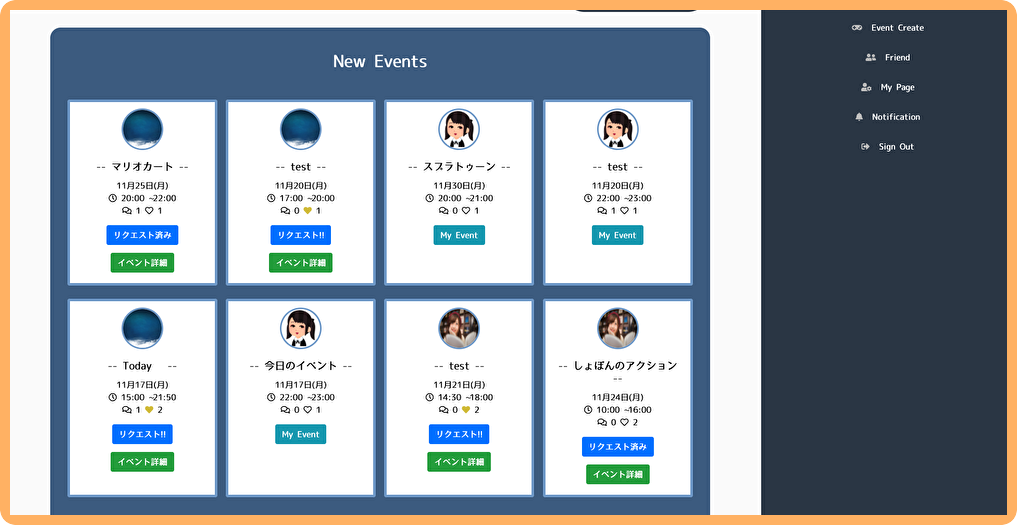 New Events
-- マリオカート --
11月25日(月)
20:00 ~22:00
1 1
リクエスト済み
イベント詳細
-- test --
11月20日(月)
17:00 ~20:00
0 1
リクエスト!!
イベント詳細
-- スプラトゥーン --
11月30日(月)
20:00 ~21:00
0 1
My Event
-- test --
11月20日(月)
22:00 ~23:00
1 1
My Event
-- Today --
11月17日(月)
15:00 ~21:50
1 2
リクエスト!!
イベント詳細
-- 今日のイベント --
11月17日(月)
22:00 ~23:00
0 1
My Event
-- test --
11月21日(月)
14:30 ~18:00
0 2
リクエスト!!
イベント詳細
-- しょぼんのアクション
--
11月24日(月)
10:00 ~16:00
0 2
リクエスト済み
イベント詳細
Event Create
Friend
My Page
Notification
Sign Out